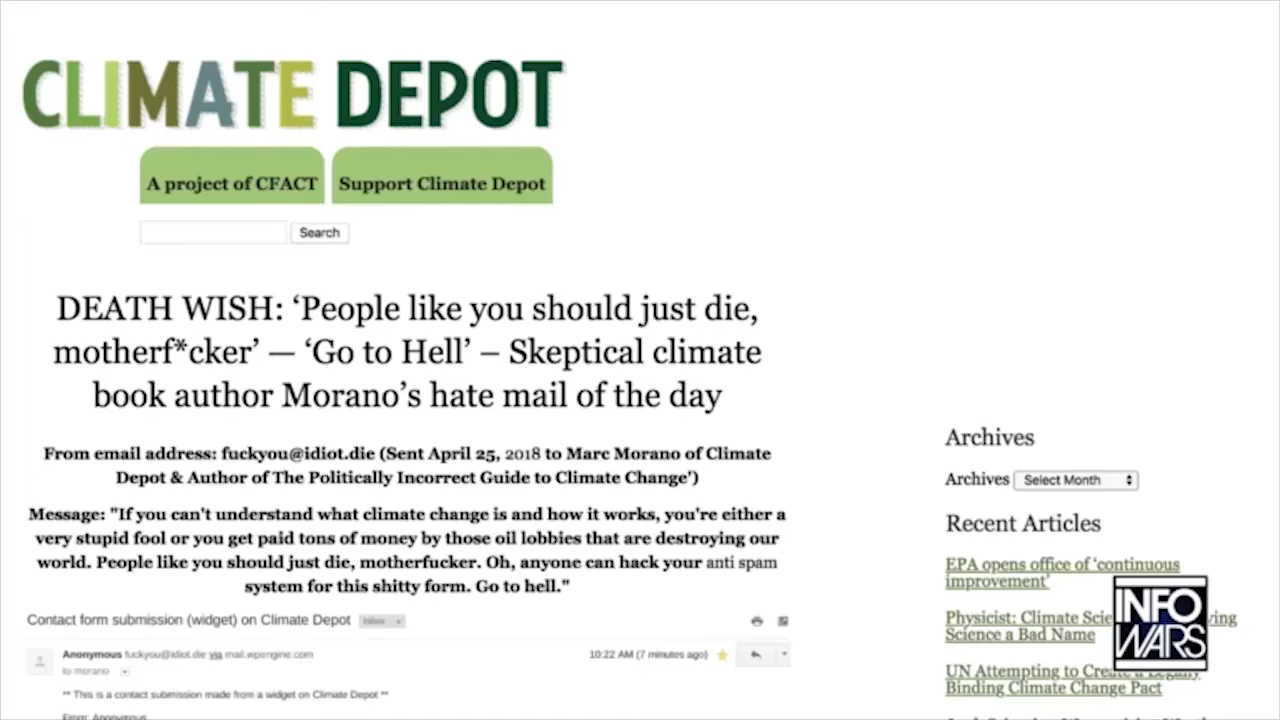 CLIMATE DEPOT
A project of CFACT
Support Climate Depot
Search
DEATH WISH: ‘People like you should just die,
motherf*cker’ — ‘Go to Hell’ – Skeptical climate
book author Morano’s hate mail of the day
From email address: fuckyou@idiot.die (Sent April 25, 2018 to Marc Morano of Climate
Depot & Author of The Politically Incorrect Guide to Climate Change')
Message: "If you can't understand what climate change is and how it works, you're either a
very stupid fool or you get paid tons of money by those oil lobbies that are destroying our
world. People like you should just die, motherfucker. Oh, anyone can hack your anti spam
system for this shitty form. Go to hell."
Contact form submission (widget) on Climate Depot Inbox x
Anonymous fuckyou@idiot.die via mail.wpengine.com
10:22 AM (7 minutes ago)
to morano
** This is a contact submission made from a widget on Climate Depot **
From: Anonymous
Archives
Archives Select Month
Recent Articles
EPA opens office of ‘continuous
improvement’
Physicist: Climate
Science a Bad Name
UN Attempting to Create a Legally
Binding Climate Change Pact
INFO
WARS